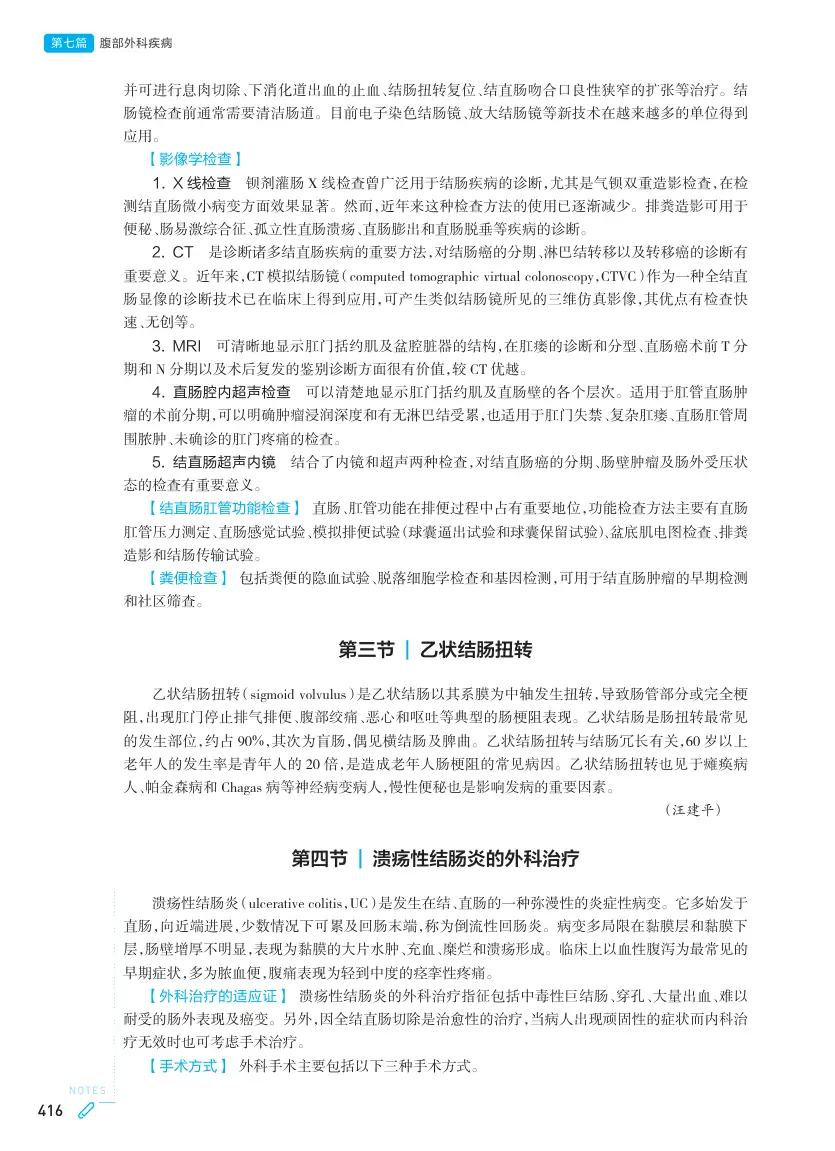 第七篇 腹部外科疾病
并可进行息肉切除、下消化道出血的止血、结肠扭转复位、结直肠吻合口良性狭窄的扩张等治疗。结
肠镜检查前通常需要清洁肠道。目前电子染色结肠镜、放大结肠镜等新技术在越来越多的单位得到
应用。
【影像学检查】
1. X 线检查 钡剂灌肠 X 线检查曾广泛用于结肠疾病的诊断,尤其是气钡双重造影检查,在检
测结直肠微小病变方面效果显著。然而,近年来这种检查方法的使用已逐渐减少。排粪造影可用于
便秘、肠易激综合征、孤立性直肠溃疡、直肠膨出和直肠脱垂等疾病的诊断。
2. CT 是诊断诸多结直肠疾病的重要方法,对结肠癌的分期、淋巴结转移以及转移癌的诊断有
重要意义。近年来,CT 模拟结肠镜(computed tomographic virtual colonoscopy,CTVC)作为一种全结直
肠显像的诊断技术已在临床上得到应用,可产生类似结肠镜所见的三维仿真影像,其优点有检查快
速、无创等。
3. MRI 可清晰地显示肛门括约肌及盆腔脏器的结构,在肛瘘的诊断和分型、直肠癌术前 T 分
期和 N 分期以及术后复发的鉴别诊断方面很有价值,较 CT 优越。
4. 直肠腔内超声检查 可以清楚地显示肛门括约肌及直肠壁的各个层次。适用于肛管直肠肿
瘤的术前分期,可以明确肿瘤浸润深度和有无淋巴结受累,也适用于肛门失禁、复杂肛瘘、直肠肛管周
围脓肿、未确诊的肛门疼痛的检查。
5. 结直肠超声内镜 结合了内镜和超声两种检查,对结直肠癌的分期、肠壁肿瘤及肠外受压状
态的检查有重要意义。
【结直肠肛管功能检查】 直肠、肛管功能在排便过程中占有重要地位,功能检查方法主要有直肠
肛管压力测定、直肠感觉试验、模拟排便试验(球囊逼出试验和球囊保留试验)、盆底肌电图检查、排粪
造影和结肠传输试验。
【粪便检查】 包括粪便的隐血试验、脱落细胞学检查和基因检测,可用于结直肠肿瘤的早期检测
和社区筛查。
第三节 | 乙状结肠扭转
乙状结肠扭转(sigmoid volvulus)是乙状结肠以其系膜为中轴发生扭转,导致肠管部分或完全梗
阻,出现肛门停止排气排便、腹部绞痛、恶心和呕吐等典型的肠梗阻表现。乙状结肠是肠扭转最常见
的发生部位,约占 90%,其次为盲肠,偶见横结肠及脾曲。乙状结肠扭转与结肠冗长有关,60 岁以上
老年人的发生率是青年人的 20 倍,是造成老年人肠梗阻的常见病因。乙状结肠扭转也见于瘫痪病
人、帕金森病和 Chagas 病等神经病变病人,慢性便秘也是影响发病的重要因素。
(汪建平)
第四节 | 溃疡性结肠炎的外科治疗
溃疡性结肠炎(ulcerative colitis,UC)是发生在结、直肠的一种弥漫性的炎症性病变。它多始发于
直肠,向近端进展,少数情况下可累及回肠末端,称为倒流性回肠炎。病变多局限在黏膜层和黏膜下
层,肠壁增厚不明显,表现为黏膜的大片水肿、充血、糜烂和溃疡形成。临床上以血性腹泻为最常见的
早期症状,多为脓血便,腹痛表现为轻到中度的痉挛性疼痛。
【外科治疗的适应证】 溃疡性结肠炎的外科治疗指征包括中毒性巨结肠、穿孔、大量出血、难以
耐受的肠外表现及癌变。另外,因全结直肠切除是治愈性的治疗,当病人出现顽固性的症状而内科治
疗无效时也可考虑手术治疗。
【手术方式】 外科手术主要包括以下三种手术方式。
NOTES
416